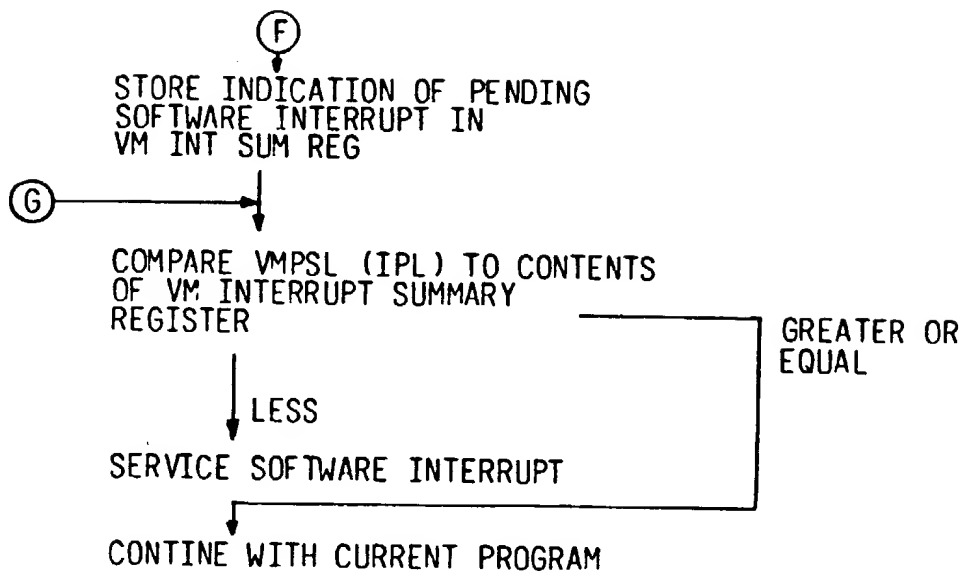 F
STORE INDICATION OF PENDING
SOFTWARE INTERRUPT IN
VM INT SUM REG
G
COMPARE VMPSL (IPL) TO CONTENTS
OF VM INTERRUPT SUMMARY
REGISTER
GREATER OR
EQUAL
LESS
SERVICE SOFTWARE INTERRUPT
CONTINE WITH CURRENT PROGRAM